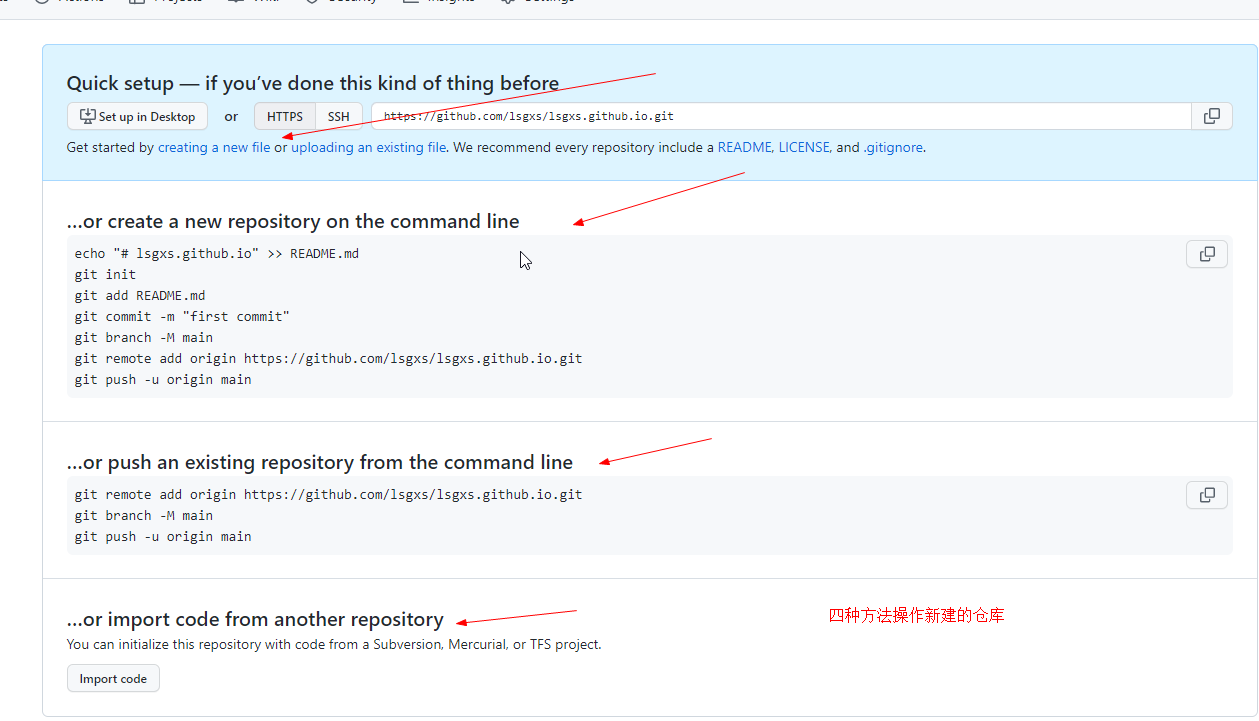 Actions Projects Wiki Security Insights Settings
Quick setup — if you’ve done this kind of thing before
Set up in Desktop or HTTPS SSH https://github.com/lsgxs/lsgxs.github.io.git
Get started by creating a new file or uploading an existing file. We recommend every repository include a README, LICENSE, and .gitignore.
…or create a new repository on the command line
echo "# lsgxs.github.io" >> README.md
git init
git add README.md
git commit -m "first commit"
git branch -M main
git remote add origin https://github.com/lsgxs/lsgxs.github.io.git
git push -u origin main
…or push an existing repository from the command line
git remote add origin https://github.com/lsgxs/lsgxs.github.io.git
git branch -M main
git push -u origin main
…or import code from another repository
四种方法操作新建的仓库
You can initialize this repository with code from a Subversion, Mercurial, or TFS project.
Import code